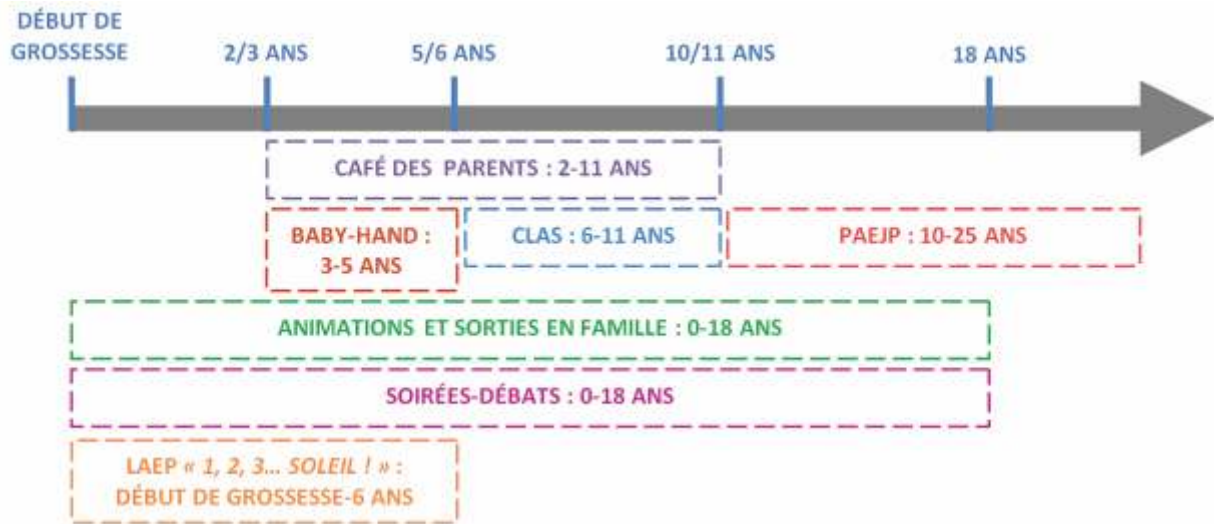 DÉBUT DE
GROSSESSE
2/3 ANS
5/6 ANS
10/11 ANS
18 ANS
CAFÉ DES PARENTS : 2-11 ANS
BABY-HAND :
3-5 ANS
CLAS : 6-11 ANS
PAEJP : 10-25 ANS
ANIMATIONS ET SORTIES EN FAMILLE : 0-18 ANS
SOIRÉES-DÉBATS : 0-18 ANS
LAEP « 1, 2, 3... SOLEIL ! » :
DÉBUT DE GROSSESSE-6 ANS